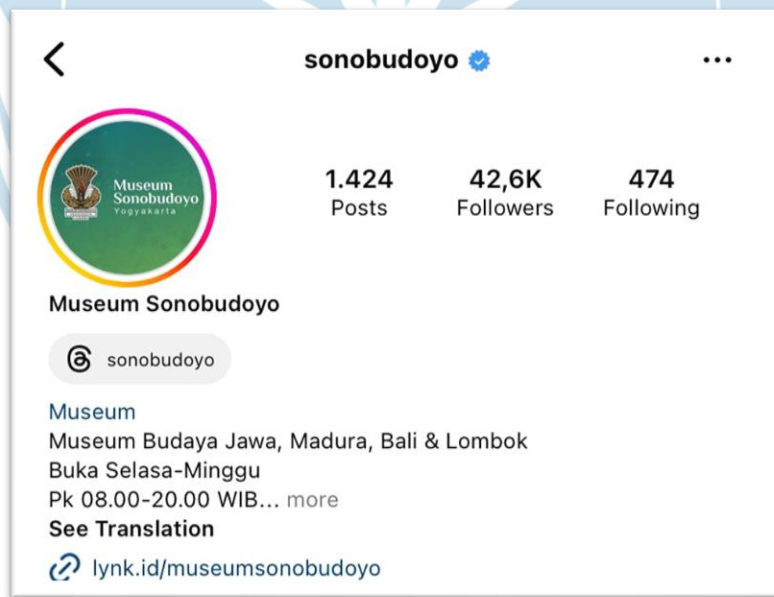 sonobudoyo
Museum
Sonobudoyo
Yogyakarta
1.424
Posts
42,6K
Followers
474
Following
Museum Sonobudoyo
sonobudoyo
Museum
Museum Budaya Jawa, Madura, Bali & Lombok
Buka Selasa-Minggu
Pk 08.00-20.00 WIB... more
See Translation
lynk.id/museumsonobudoyo